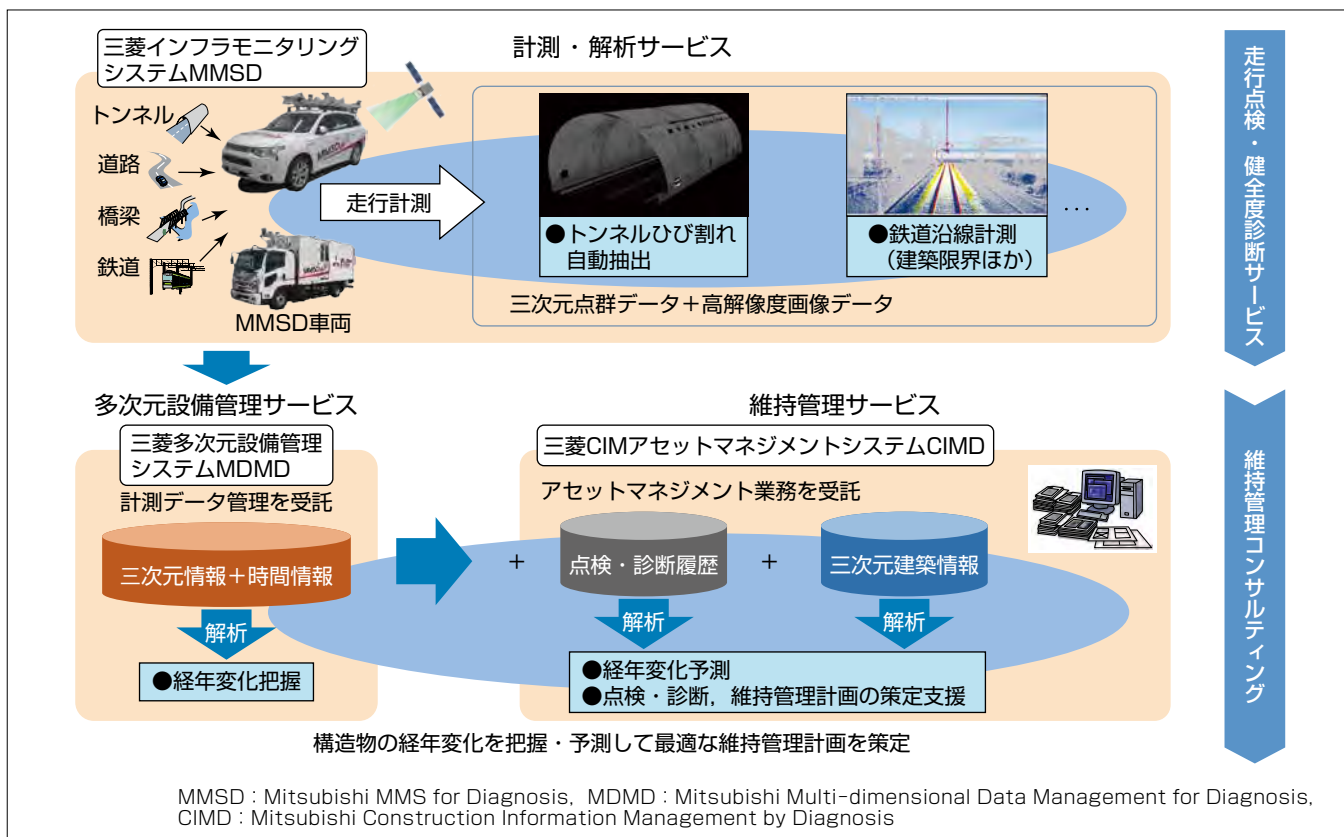 三菱インフラモニタリング
システムMMSD
計測・解析サービス
トンネル
道路
橋梁
鉄道
走行計測
MMSD車両
●トンネルひび割れ
自動抽出
●鉄道沿線計測
（建築限界ほか）
...
三次元点群データ＋高解像度画像データ
走行点検・健全度診断サービス
多次元設備管理サービス
三菱多次元設備管理
システムMDMD
計測データ管理を受託
三次元情報＋時間情報
解析
●経年変化把握
維持管理サービス
三菱CIMアセットマネジメントシステムCIMD
アセットマネジメント業務を受託
＋
点検・診断履歴
＋
三次元建築情報
解析
解析
●経年変化予測
●点検・診断，維持管理計画の策定支援
維持管理コンサルティング
構造物の経年変化を把握・予測して最適な維持管理計画を策定
MMSD：Mitsubishi MMS for Diagnosis, MDMD：Mitsubishi Multi-dimensional Data Management for Diagnosis,
CIMD：Mitsubishi Construction Information Management by Diagnosis